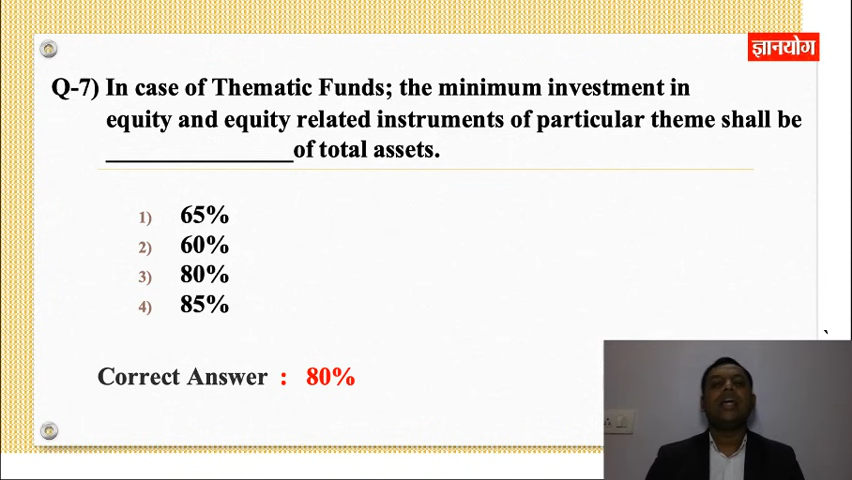 ज्ञानयोग
Q-7) In case of Thematic Funds; the minimum investment in
equity and equity related instruments of particular theme shall be
_______________of total assets.
1) 65%
2) 60%
3) 80%
4) 85%
Correct Answer : 80%